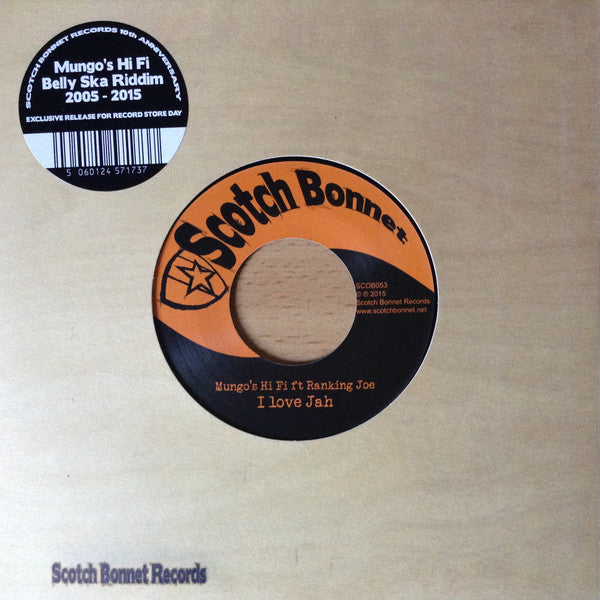 SCOTCH BONNET RECORDS 10th ANNIVERSARY
Mungo's Hi Fi
Belly Ska Riddim
2005 - 2015
EXCLUSIVE RELEASE FOR RECORD STORE DAY
5 060124 571737
Scotch Bonnet
SCOB053
© ℗ 2015
Scotch Bonnet Records
www.scotchbonnet.net
Mungo's Hi Fi ft Ranking Joe
I love Jah
Scotch Bonnet Records